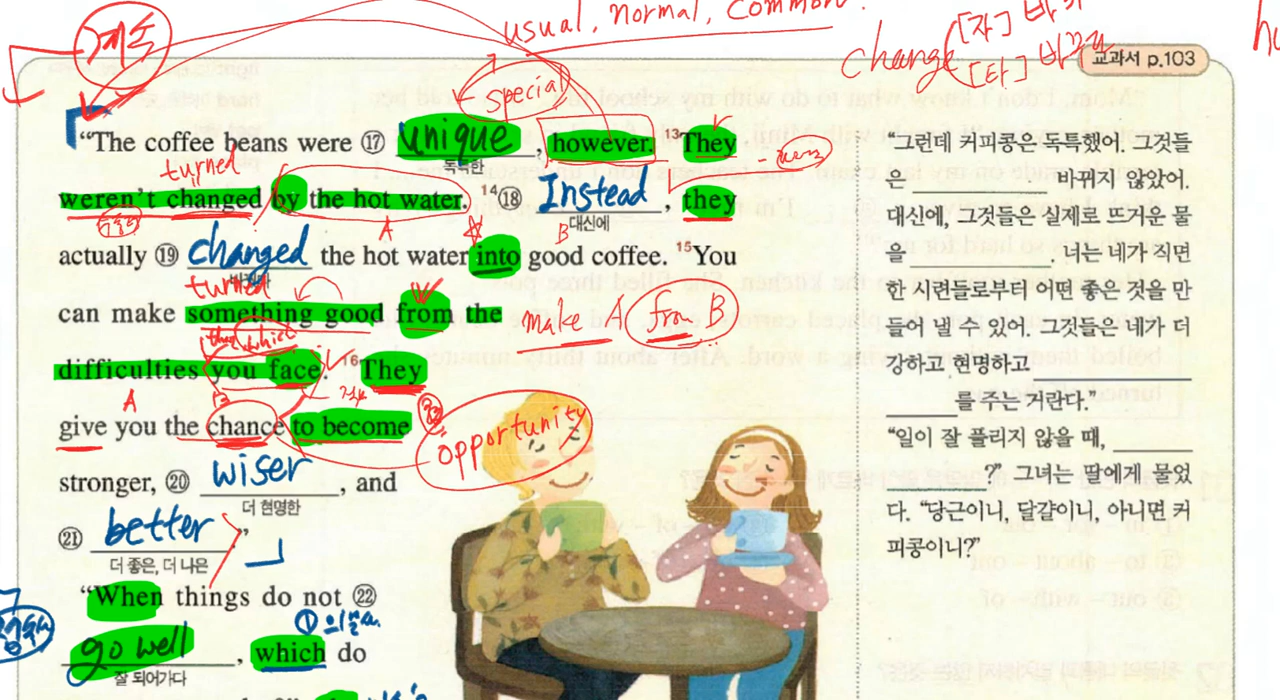 usual, normal, common.
계속
change [자] 바뀌
[타] 바꾸다
교과서 p.103
special
"The coffee beans were ⑰ unique, however. 13They
독특한
turned
weren't changed by the hot water. 14⑱ Instead, they
대신에
A
B
actually ⑲ changed the hot water into good coffee. 15You
turned
can make something good from the
make A from B
that which
difficulties you face. 16They
A
B
give you the chance to become
opportunity
stronger, ⑳ wiser, and
더 현명한
㉑ better"
더 좋은, 더 나은
"When things do not ㉒
① 의문사
go well, which do
잘 되어가다
"그런데 커피콩은 독특했어. 그것들
은 바뀌지 않았어.
대신에, 그것들은 실제로 뜨거운 물
을 . 너는 네가 직면
한 시련들로부터 어떤 좋은 것을 만
들어 낼 수 있어. 그것들은 네가 더
강하고 현명하고
를 주는 거란다."
"일이 잘 풀리지 않을 때,
?" 그녀는 딸에게 물었
다. "당근이니, 달걀이니, 아니면 커
피콩이니?"